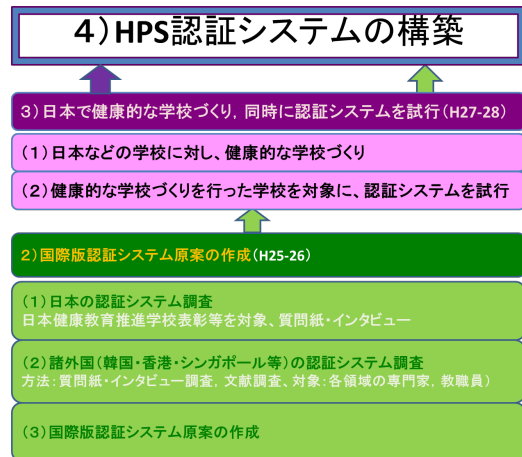 4)HPS認証システムの構築
3)日本で健康的な学校づくり,同時に認証システムを試行(H27-28)
(1)日本などの学校に対し、健康的な学校づくり
(2)健康的な学校づくりを行った学校を対象に、認証システムを試行
2)国際版認証システム原案の作成(H25-26)
(1)日本の認証システム調査
日本健康教育推進学校表彰等を対象、質問紙・インタビュー
(2)諸外国(韓国・香港・シンガポール等)の認証システム調査
方法:質問紙・インタビュー調査,文献調査、対象:各領域の専門家,教職員)
(3)国際版認証システム原案の作成